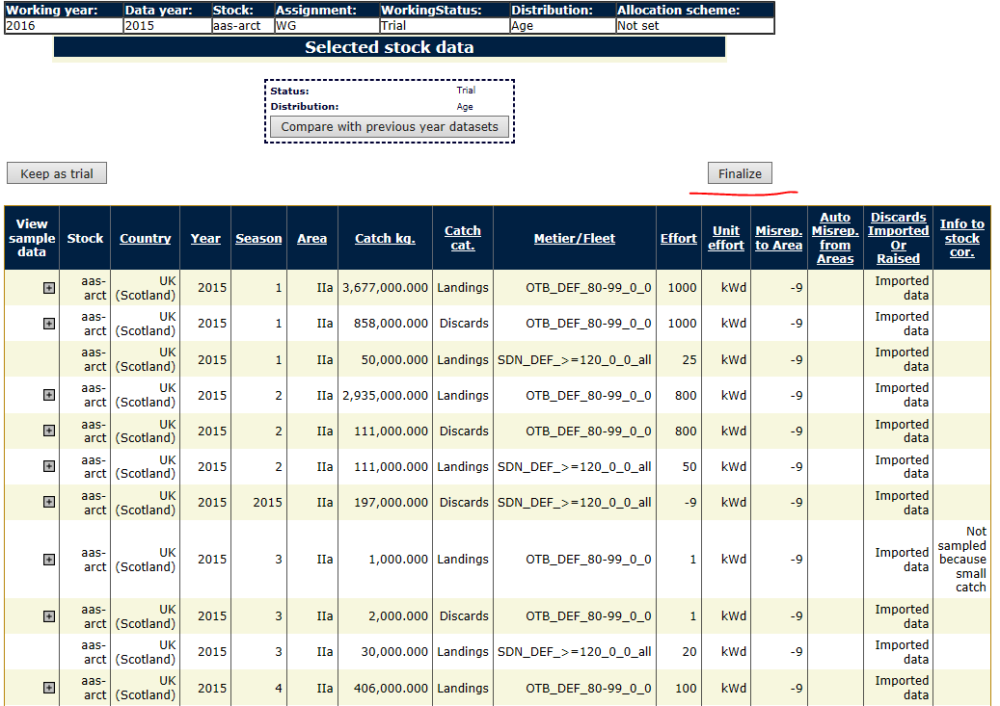 Working year: Data year: Stock: Assignment: WorkingStatus: Distribution: Allocation scheme:
2016 2015 aas-arct WG Trial Age Not set
Selected stock data
Status: Trial
Distribution: Age
Compare with previous year datasets
Keep as trial Finalize
View sample data Stock Country Year Season Area Catch kg. Catch cat. Metier/Fleet Effort Unit effort Misrep. to Area Auto Misrep. from Areas Discards Imported Or Raised Info to stock cor.
aas-arct UK (Scotland) 2015 1 IIa 3,677,000.000 Landings OTB_DEF_80-99_0_0 1000 kWd -9 Imported data
aas-arct UK (Scotland) 2015 1 IIa 858,000.000 Discards OTB_DEF_80-99_0_0 1000 kWd -9 Imported data
aas-arct UK (Scotland) 2015 1 IIa 50,000.000 Landings SDN_DEF_>=120_0_0_all 25 kWd -9 Imported data
aas-arct UK (Scotland) 2015 2 IIa 2,935,000.000 Landings OTB_DEF_80-99_0_0 800 kWd -9 Imported data
aas-arct UK (Scotland) 2015 2 IIa 111,000.000 Discards OTB_DEF_80-99_0_0 800 kWd -9 Imported data
aas-arct UK (Scotland) 2015 2 IIa 111,000.000 Landings SDN_DEF_>=120_0_0_all 50 kWd -9 Imported data
aas-arct UK (Scotland) 2015 2015 IIa 197,000.000 Discards SDN_DEF_>=120_0_0_all -9 kWd -9 Imported data
aas-arct UK (Scotland) 2015 3 IIa 1,000.000 Landings OTB_DEF_80-99_0_0 1 kWd -9 Imported data Not sampled because small catch
aas-arct UK (Scotland) 2015 3 IIa 2,000.000 Discards OTB_DEF_80-99_0_0 1 kWd -9 Imported data
aas-arct UK (Scotland) 2015 3 IIa 30,000.000 Landings SDN_DEF_>=120_0_0_all 20 kWd -9 Imported data
aas-arct UK (Scotland) 2015 4 IIa 406,000.000 Landings OTB_DEF_80-99_0_0 100 kWd -9 Imported data